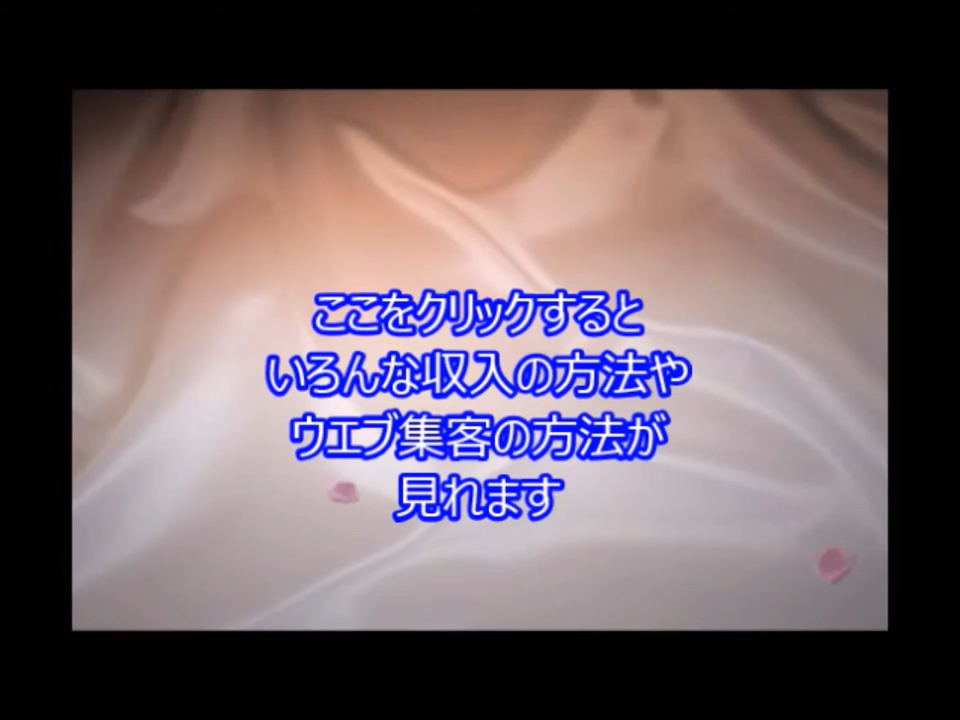 ここをクリックすると
いろんな収入の方法や
ウエブ集客の方法が
見れます